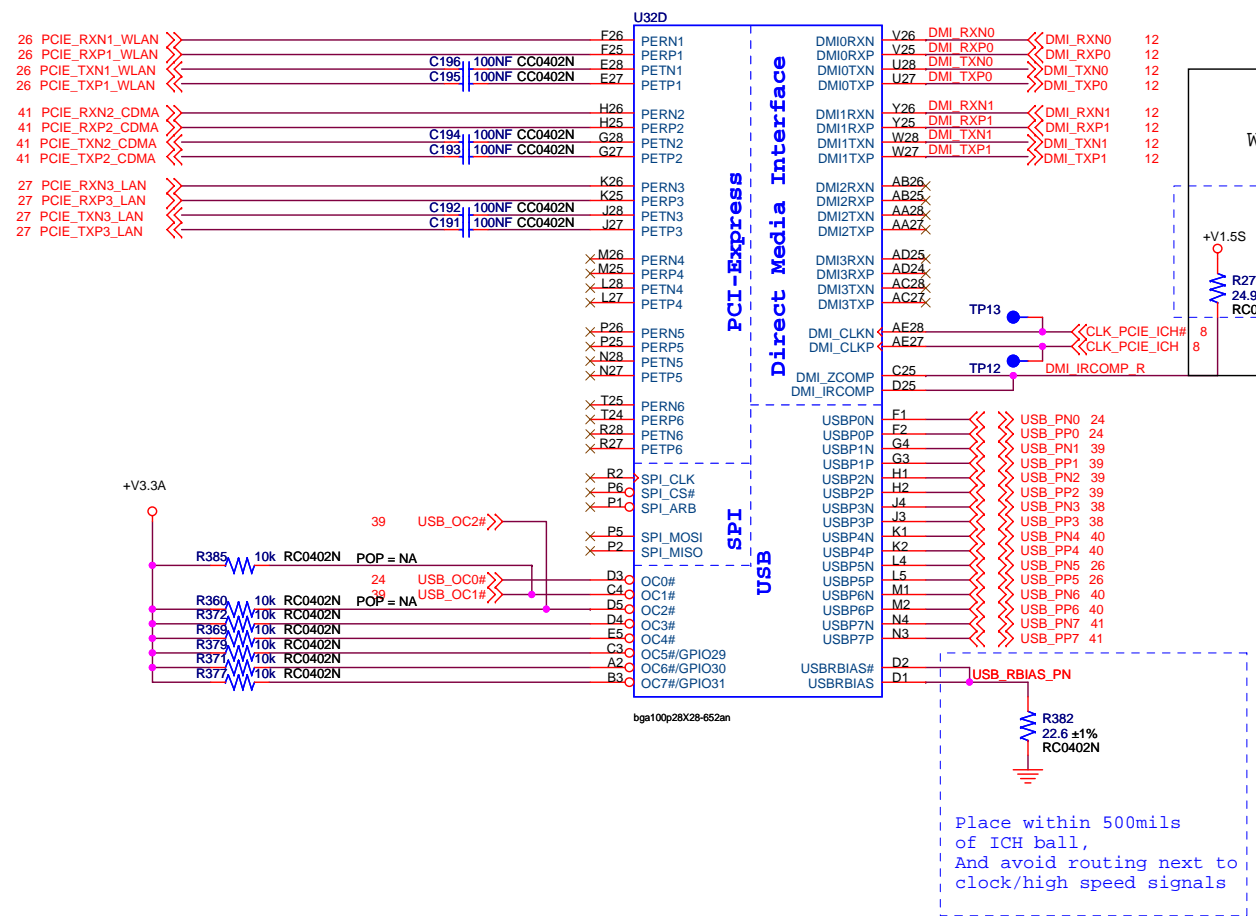 U32D
26 PCIE_RXN1_WLAN F26 PERN1 DMI0RXN V26 DMI_RXN0 DMI_RXN0 12
26 PCIE_RXP1_WLAN F25 PERP1 DMI0RXP V25 DMI_RXP0 DMI_RXP0 12
26 PCIE_TXN1_WLAN C196 100NF CC0402N E28 PETN1 DMI0TXN U28 DMI_TXN0 DMI_TXN0 12
26 PCIE_TXP1_WLAN C195 100NF CC0402N E27 PETP1 DMI0TXP U27 DMI_TXP0 DMI_TXP0 12
41 PCIE_RXN2_CDMA H26 PERN2 DMI1RXN Y26 DMI_RXN1 DMI_RXN1 12
41 PCIE_RXP2_CDMA H25 PERP2 DMI1RXP Y25 DMI_RXP1 DMI_RXP1 12
41 PCIE_TXN2_CDMA C194 100NF CC0402N G28 PETN2 DMI1TXN W28 DMI_TXN1 DMI_TXN1 12
41 PCIE_TXP2_CDMA C193 100NF CC0402N G27 PETP2 DMI1TXP W27 DMI_TXP1 DMI_TXP1 12
27 PCIE_RXN3_LAN K26 PERN3 DMI2RXN AB26
27 PCIE_RXP3_LAN K25 PERP3 DMI2RXP AB25
27 PCIE_TXN3_LAN C192 100NF CC0402N J28 PETN3 DMI2TXN AA28
27 PCIE_TXP3_LAN C191 100NF CC0402N J27 PETP3 DMI2TXP AA27
PCI-Express
Direct Media Interface
M26 PERN4 DMI3RXN AD25
M25 PERP4 DMI3RXP AD24
L28 PETN4 DMI3TXN AC28
L27 PETP4 DMI3TXP AC27
+V1.5S
R27
24.9
RC0
TP13
P26 PERN5 DMI_CLKN AE28 CLK_PCIE_ICH# 8
P25 PERP5 DMI_CLKP AE27 CLK_PCIE_ICH 8
N28 PETN5
TP12
N27 PETP5 DMI_ZCOMP C25 DMI_IRCOMP_R
DMI_IRCOMP D25
T25 PERN6
T24 PERP6
R28 PETN6
R27 PETP6
USBP0N F1 USB_PN0 24
USBP0P F2 USB_PP0 24
USBP1N G4 USB_PN1 39
USBP1P G3 USB_PP1 39
USBP2N H1 USB_PN2 39
USBP2P H2 USB_PP2 39
USBP3N J4 USB_PN3 38
USBP3P J3 USB_PP3 38
USBP4N K1 USB_PN4 40
USBP4P K2 USB_PP4 40
USBP5N L4 USB_PN5 26
USBP5P L5 USB_PP5 26
USBP6N M1 USB_PN6 40
USBP6P M2 USB_PP6 40
USBP7N N4 USB_PN7 41
USBP7P N3 USB_PP7 41
R2 SPI_CLK
P6 SPI_CS#
P1 SPI_ARB
P5 SPI_MOSI
P2 SPI_MISO
SPI
USB
+V3.3A
39 USB_OC2#
R385 10k RC0402N POP = NA
24 USB_OC0# D3 OC0#
39 USB_OC1# C4 OC1#
R360 10k RC0402N POP = NA D5 OC2#
R372 10k RC0402N D4 OC3#
R369 10k RC0402N E5 OC4#
R379 10k RC0402N C3 OC5#/GPIO29
R371 10k RC0402N A2 OC6#/GPIO30
R377 10k RC0402N B3 OC7#/GPIO31
USBRBIAS# D2
USBRBIAS D1
USB_RBIAS_PN
bga100p28X28-652an
R382
22.6 ±1%
RC0402N
Place within 500mils
of ICH ball,
And avoid routing next to
clock/high speed signals